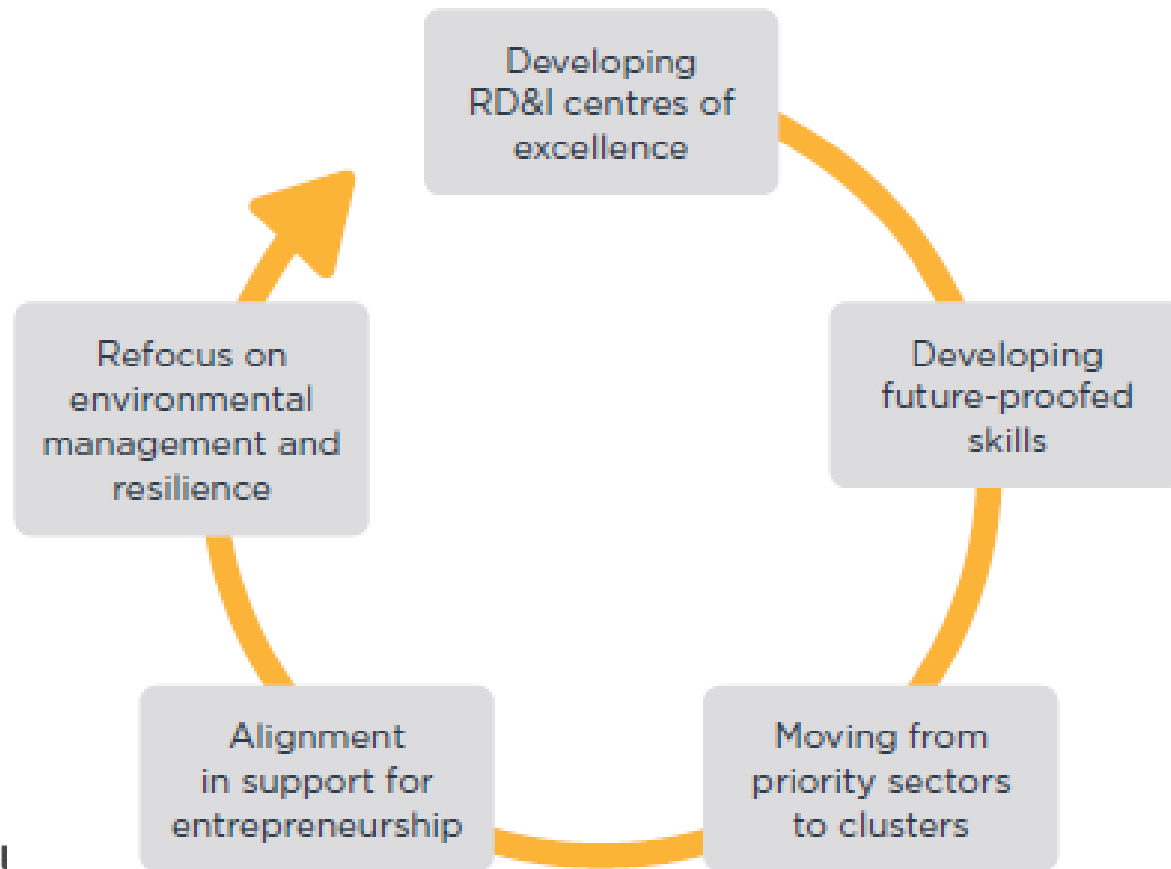 Developing
RD&I centres of
excellence
Developing
future-proofed
skills
Moving from
priority sectors
to clusters
Alignment
in support for
entrepreneurship
Refocus on
environmental
management and
resilience